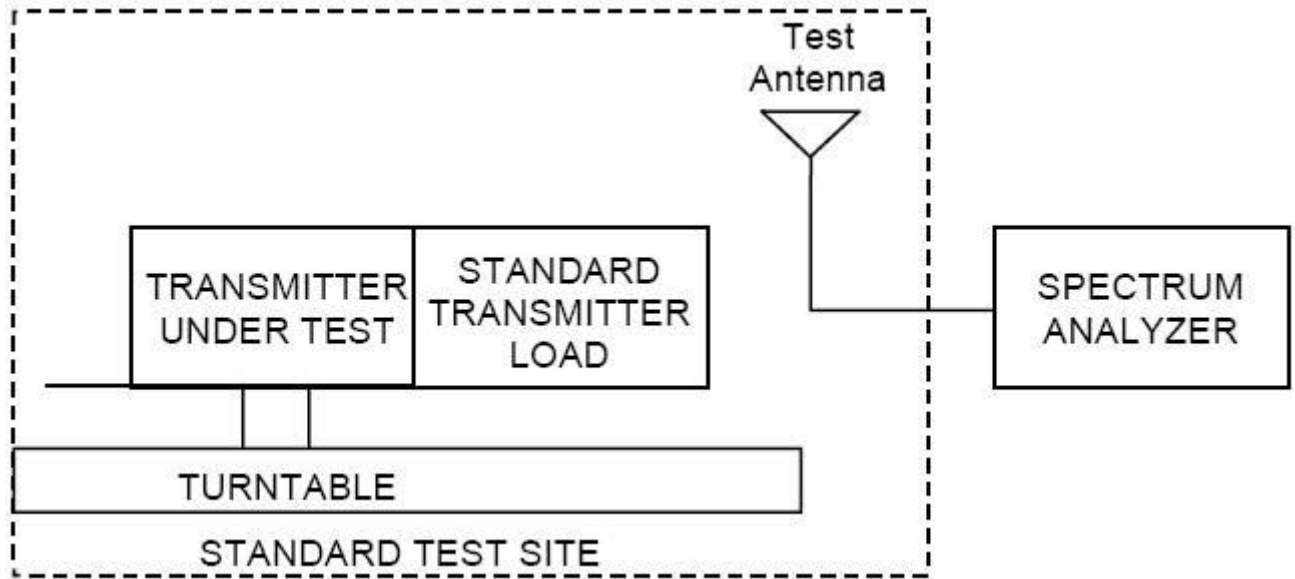 Test
Antenna
TRANSMITTER
UNDER TEST
STANDARD
TRANSMITTER
LOAD
SPECTRUM
ANALYZER
TURNTABLE
STANDARD TEST SITE